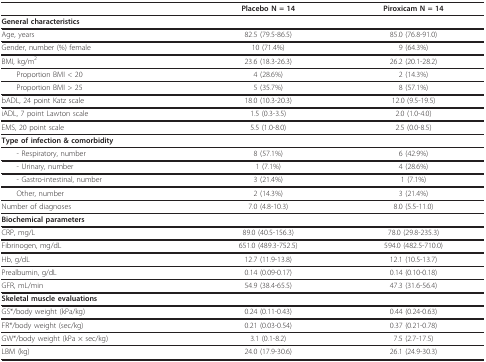 Placebo N = 14 Piroxicam N = 14
General characteristics
Age, years 82.5 (79.5-86.5) 85.0 (76.8-91.0)
Gender, number (%) female 10 (71.4%) 9 (64.3%)
BMI, kg/m² 23.6 (18.3-26.3) 26.2 (20.1-28.2)
Proportion BMI < 20 4 (28.6%) 2 (14.3%)
Proportion BMI > 25 5 (35.7%) 8 (57.1%)
bADL, 24 point Katz scale 18.0 (10.3-20.3) 12.0 (9.5-19.5)
iADL, 7 point Lawton scale 1.5 (0.3-3.5) 2.0 (1.0-4.0)
EMS, 20 point scale 5.5 (1.0-8.0) 2.5 (0.0-8.5)
Type of infection & comorbidity
- Respiratory, number 8 (57.1%) 6 (42.9%)
- Urinary, number 1 (7.1%) 4 (28.6%)
- Gastro-intestinal, number 3 (21.4%) 1 (7.1%)
Other, number 2 (14.3%) 3 (21.4%)
Number of diagnoses 7.0 (4.8-10.3) 8.0 (5.5-11.0)
Biochemical parameters
CRP, mg/L 89.0 (40.5-156.3) 78.0 (29.8-235.3)
Fibrinogen, mg/dL 651.0 (489.3-752.5) 594.0 (482.5-710.0)
Hb, g/dL 12.7 (11.9-13.8) 12.1 (10.5-13.7)
Prealbumin, g/dL 0.14 (0.09-0.17) 0.14 (0.10-0.18)
GFR, mL/min 54.9 (38.4-65.5) 47.3 (31.6-56.4)
Skeletal muscle evaluations
GS*/body weight (kPa/kg) 0.24 (0.11-0.43) 0.44 (0.24-0.63)
FR*/body weight (sec/kg) 0.21 (0.03-0.54) 0.37 (0.21-0.78)
GW*/body weight (kPa × sec/kg) 3.1 (0.1-8.2) 7.5 (2.7-17.5)
LBM (kg) 24.0 (17.9-30.6) 26.1 (24.9-30.3)